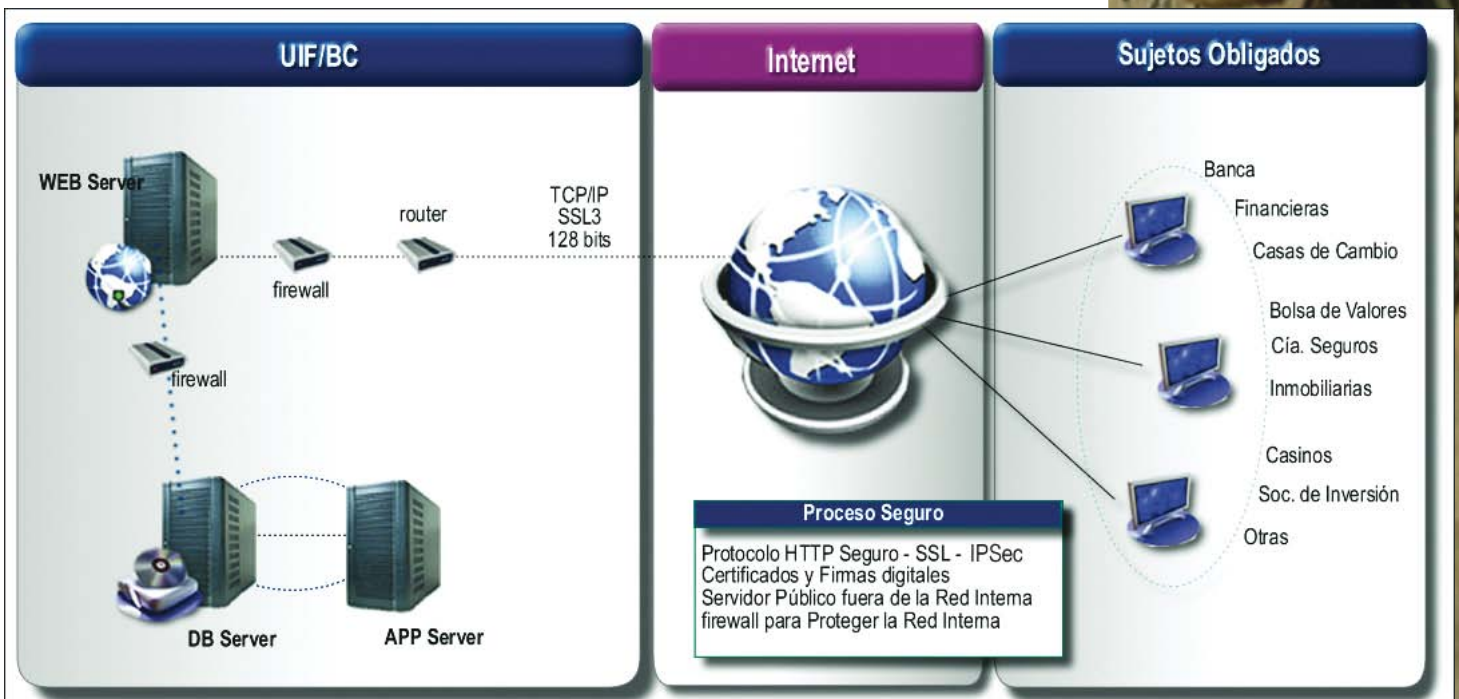 UIF/BC
WEB Server
firewall
router
TCP/IP
SSL3
128 bits
firewall
DB Server
APP Server
Internet
Proceso Seguro
Protocolo HTTP Seguro - SSL - IPSec
Certificados y Firmas digitales
Servidor Público fuera de la Red Interna
firewall para Proteger la Red Interna
Sujetos Obligados
Banca
Financieras
Casas de Cambio
Bolsa de Valores
Cía. Seguros
Inmobiliarias
Casinos
Soc. de Inversión
Otras